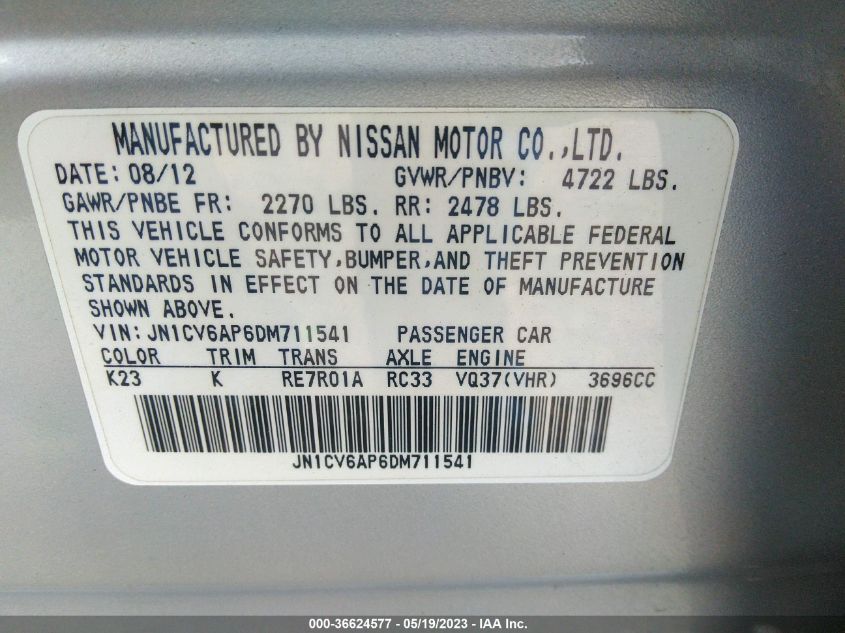 MANUFACTURED BY NISSAN MOTOR CO.,LTD.
DATE: 08/12 GVWR/PNBV: 4722 LBS.
GAWR/PNBE FR: 2270 LBS. RR: 2478 LBS.
THIS VEHICLE CONFORMS TO ALL APPLICABLE FEDERAL
MOTOR VEHICLE SAFETY,BUMPER,AND THEFT PREVENTION
STANDARDS IN EFFECT ON THE DATE OF MANUFACTURE
SHOWN ABOVE.
VIN:JN1CV6AP6DM711541 PASSENGER CAR
COLOR TRIM TRANS AXLE ENGINE
K23 K RE7R01A RC33 VQ37(VHR) 3696CC
JN1CV6AP6DM711541
000-36624577 - 05/19/2023 - IAA Inc.